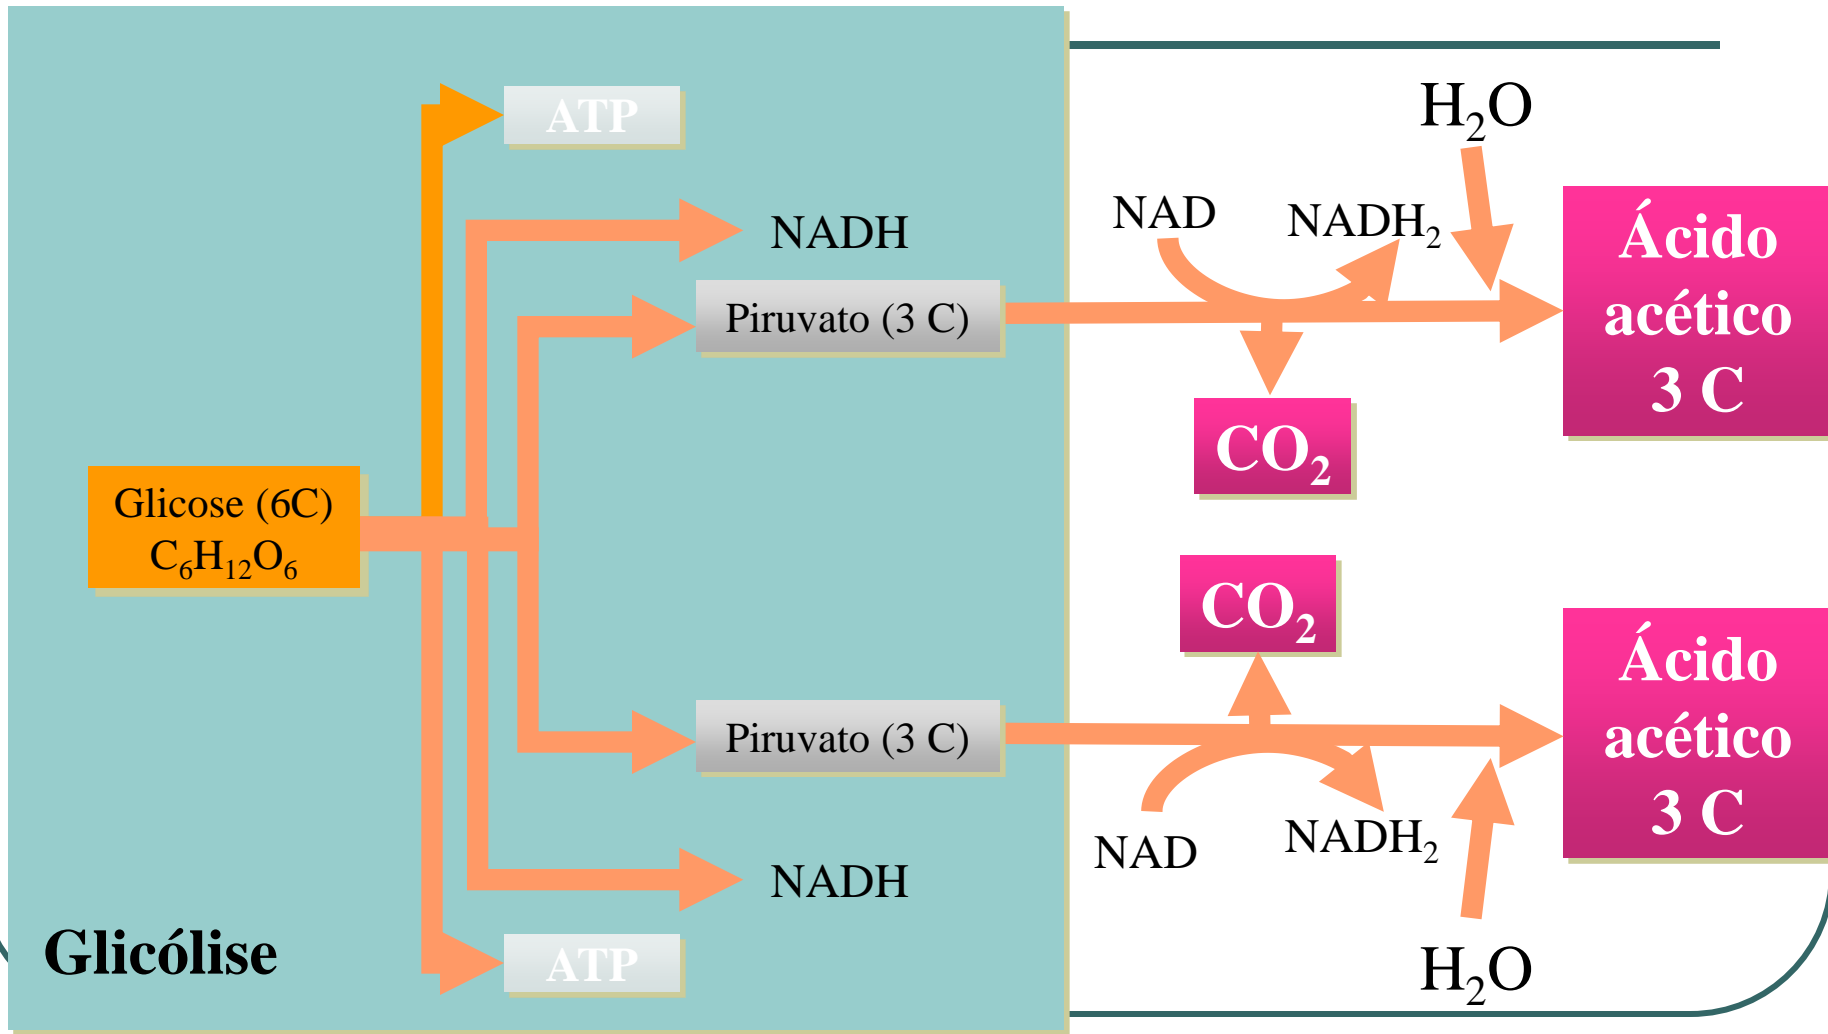 ATP
H₂O
NAD
NADH₂
NADH
Ácido
acético
3 C
Piruvato (3 C)
CO₂
Glicose (6C)
C₆H₁₂O₆
CO₂
Ácido
acético
3 C
Piruvato (3 C)
NAD
NADH₂
NADH
Glicólise
ATP
H₂O